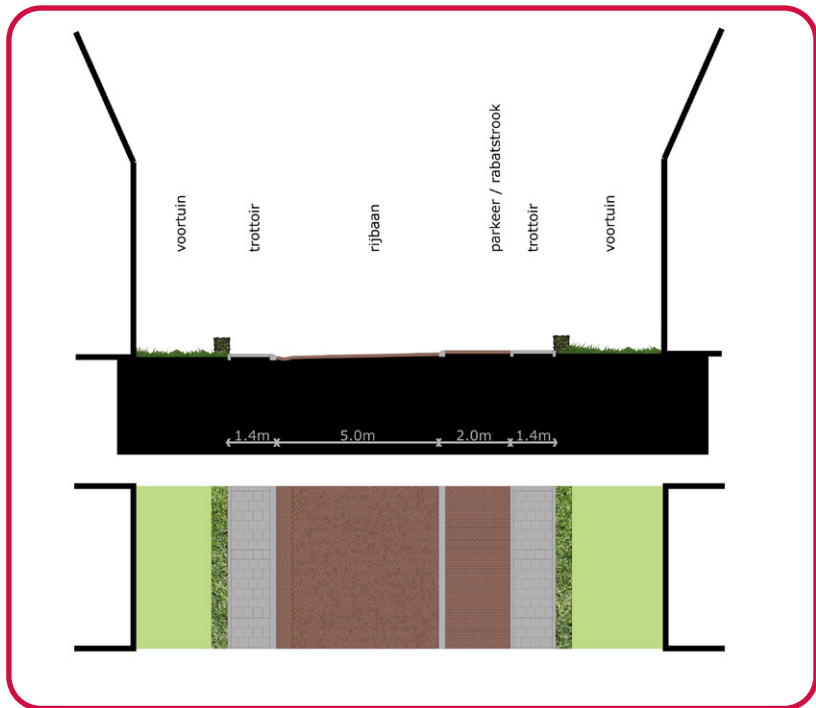 voortuin
trottoir
rijbaan
parkeer / rabatstrook
trottoir
voortuin
1.4m
5.0m
2.0m
1.4m